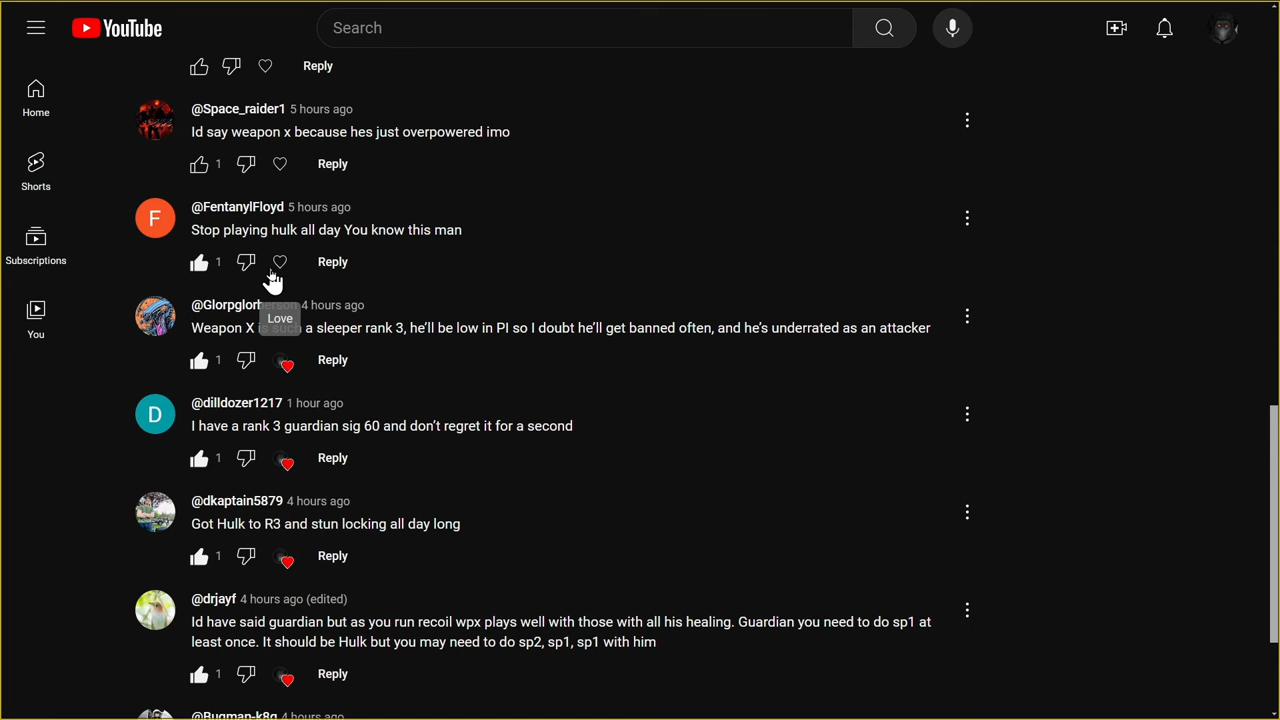 YouTube
Search
Home
Shorts
Subscriptions
You
Reply
@Space_raider1 5 hours ago
Id say weapon x because hes just overpowered imo
1 Reply
F
@FentanylFloyd 5 hours ago
Stop playing hulk all day You know this man
1 Reply
4 hours ago
Love
Weapon X is such a sleeper rank 3, he'll be low in PI so I doubt he'll get banned often, and he's underrated as an attacker
1 Reply
D
@dilldozer1217 1 hour ago
I have a rank 3 guardian sig 60 and don't regret it for a second
1 Reply
@dkaptain5879 4 hours ago
Got Hulk to R3 and stun locking all day long
1 Reply
@drjayf 4 hours ago (edited)
Id have said guardian but as you run recoil wpx plays well with those with all his healing. Guardian you need to do sp1 at
least once. It should be Hulk but you may need to do sp2, sp1, sp1 with him
1 Reply
@Bugman-k8g 4 hours ago